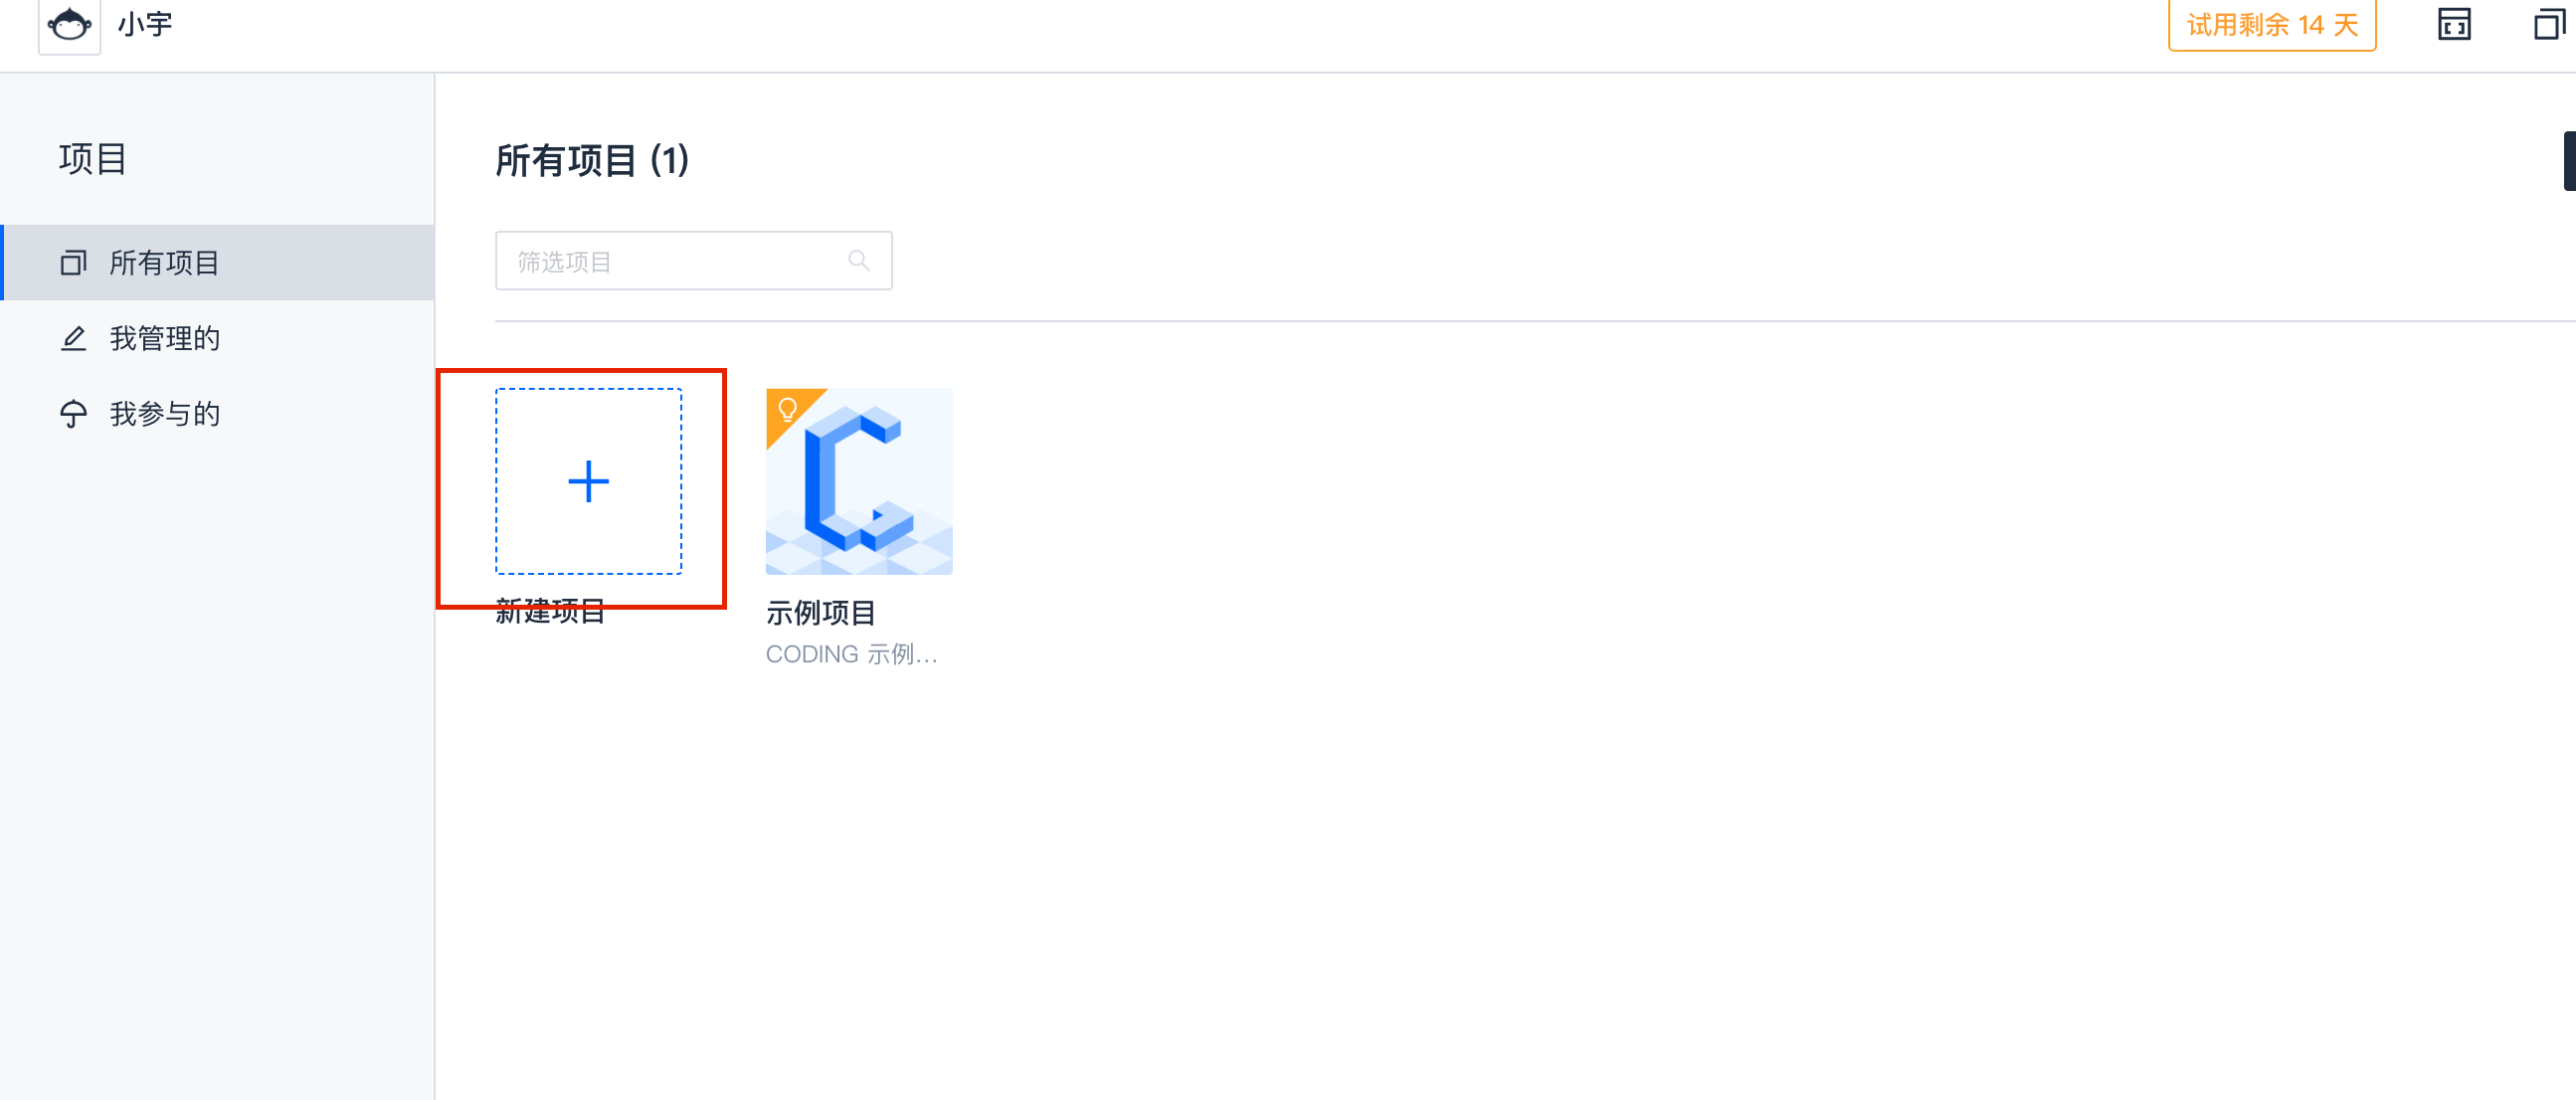 小宇
试用剩余 14 天
项目
所有项目
我管理的
我参与的
所有项目 (1)
筛选项目
新建项目
示例项目
CODING 示例...